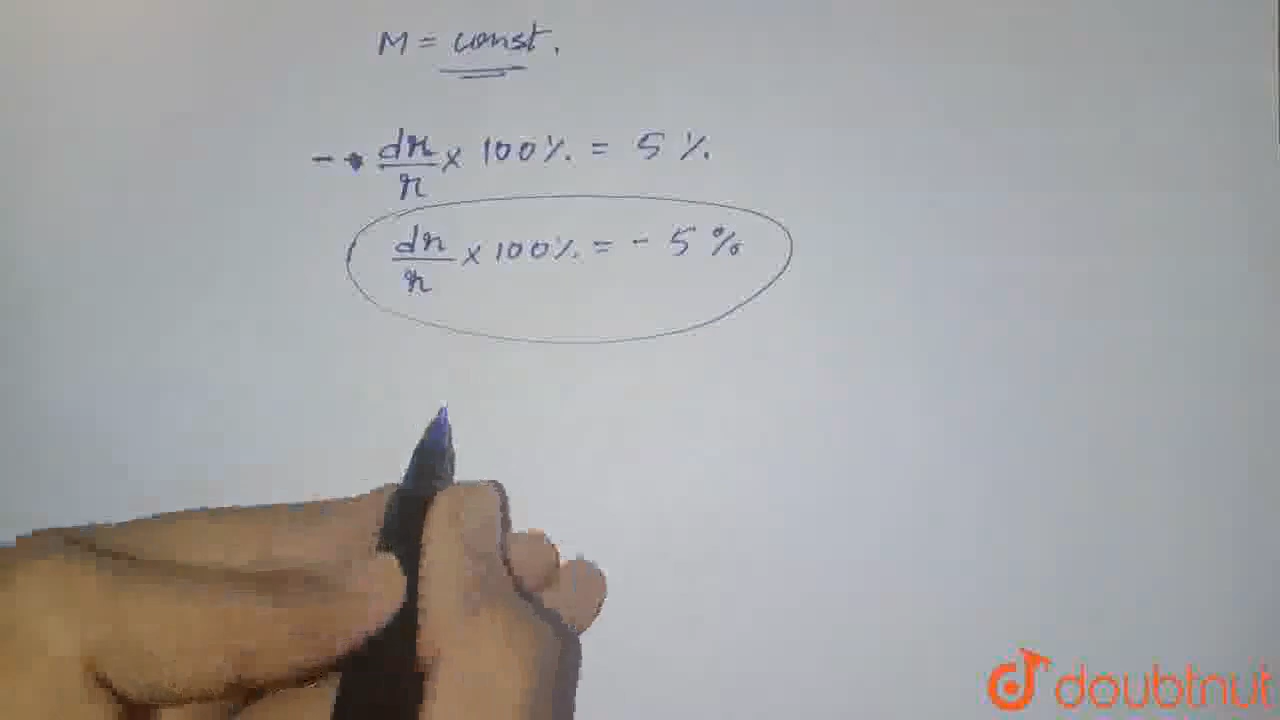 M = const.
- dr/r × 100% = 5%
dr/r × 100% = - 5%
doubtnut